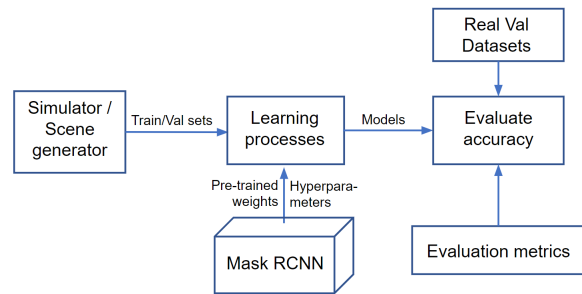 Real Val
Datasets
Simulator /
Scene
generator
Train/Val sets
Learning
processes
Models
Evaluate
accuracy
Pre-trained
weights
Hyperpara-
meters
Mask RCNN
Evaluation metrics